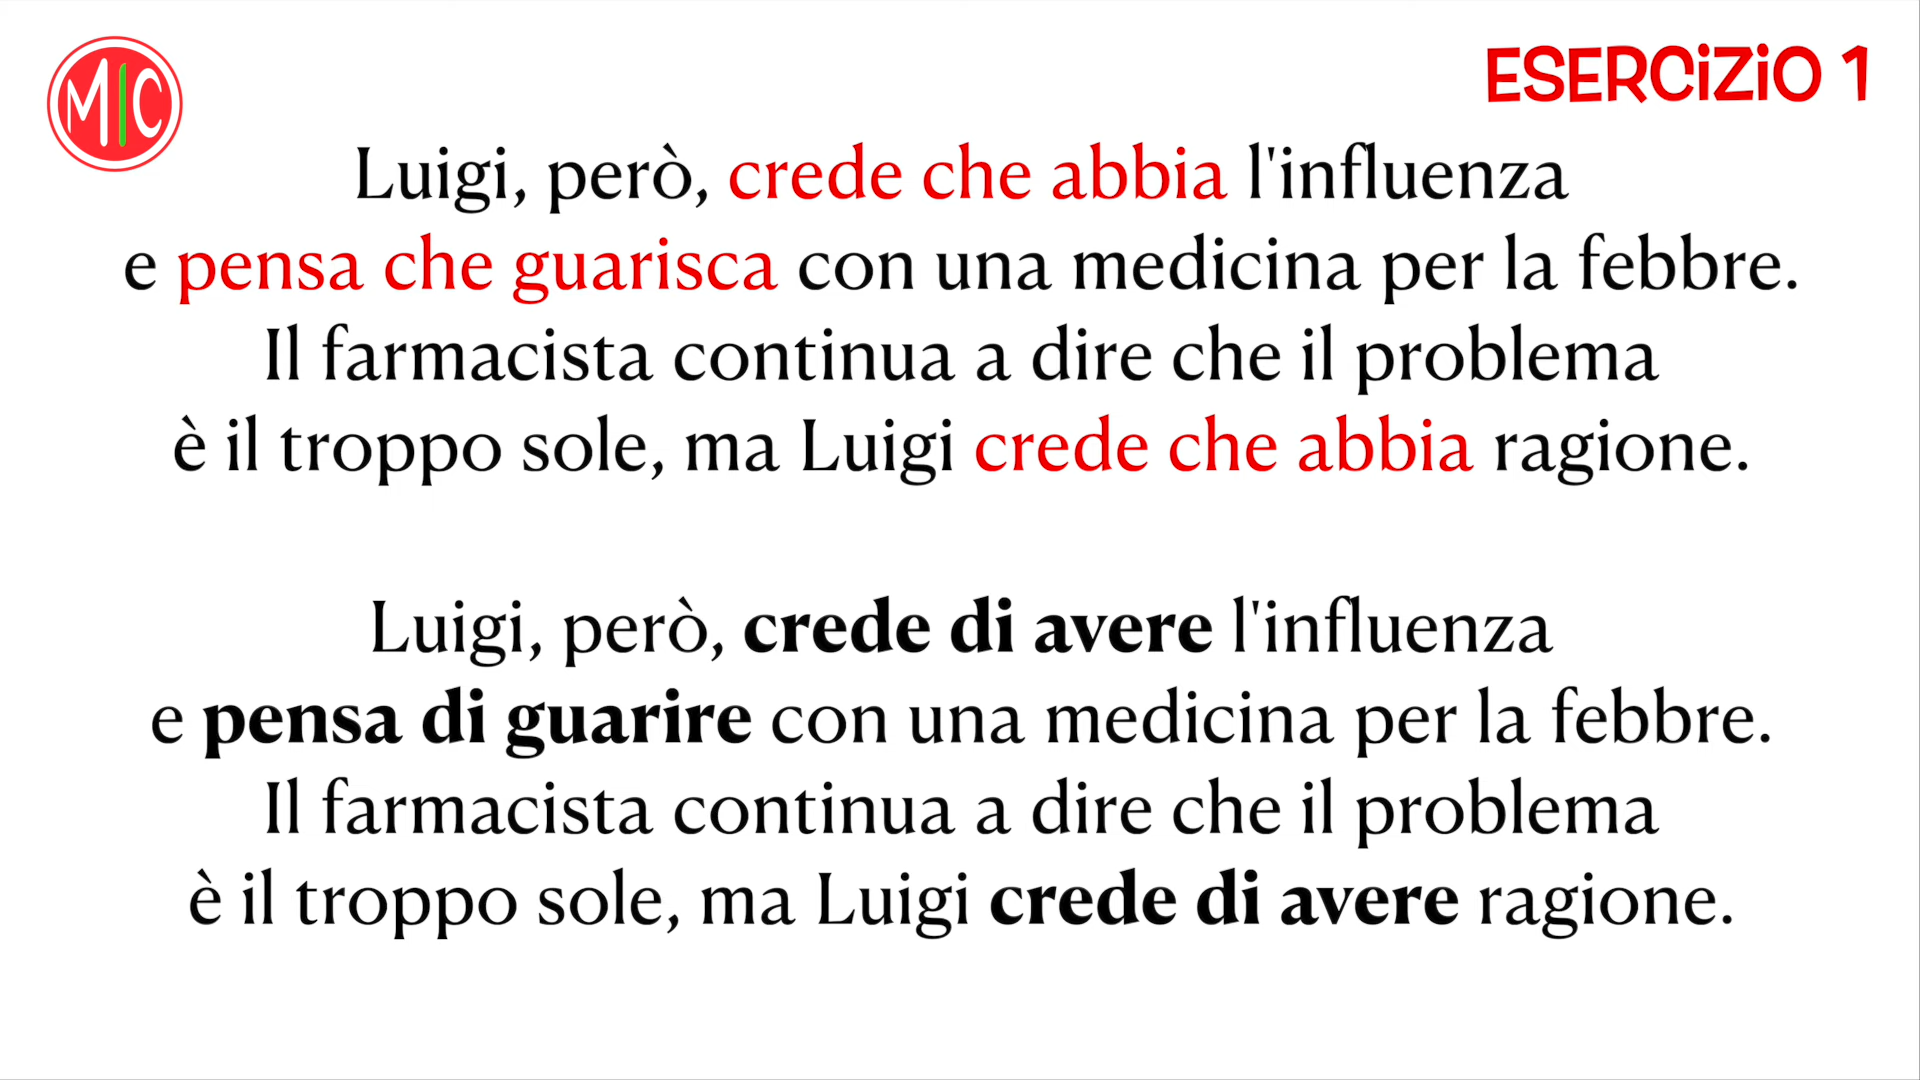 MIC
ESERCiZiO 1
Luigi, però, crede che abbia l'influenza
e pensa che guarisca con una medicina per la febbre.
Il farmacista continua a dire che il problema
è il troppo sole, ma Luigi crede che abbia ragione.
Luigi, però, crede di avere l'influenza
e pensa di guarire con una medicina per la febbre.
Il farmacista continua a dire che il problema
è il troppo sole, ma Luigi crede di avere ragione.